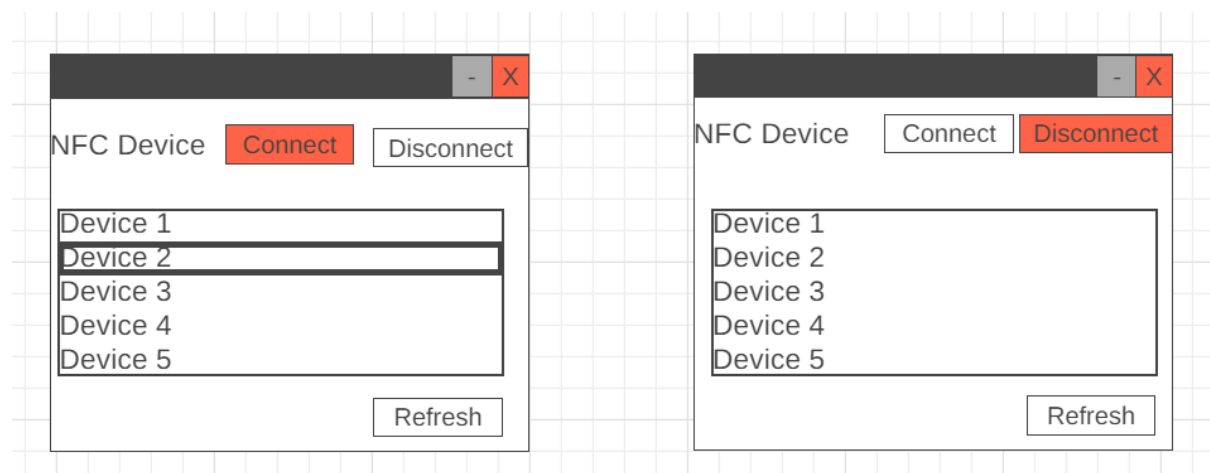 - X
NFC Device Connect Disconnect
Device 1
Device 2
Device 3
Device 4
Device 5
Refresh
- X
NFC Device Connect Disconnect
Device 1
Device 2
Device 3
Device 4
Device 5
Refresh